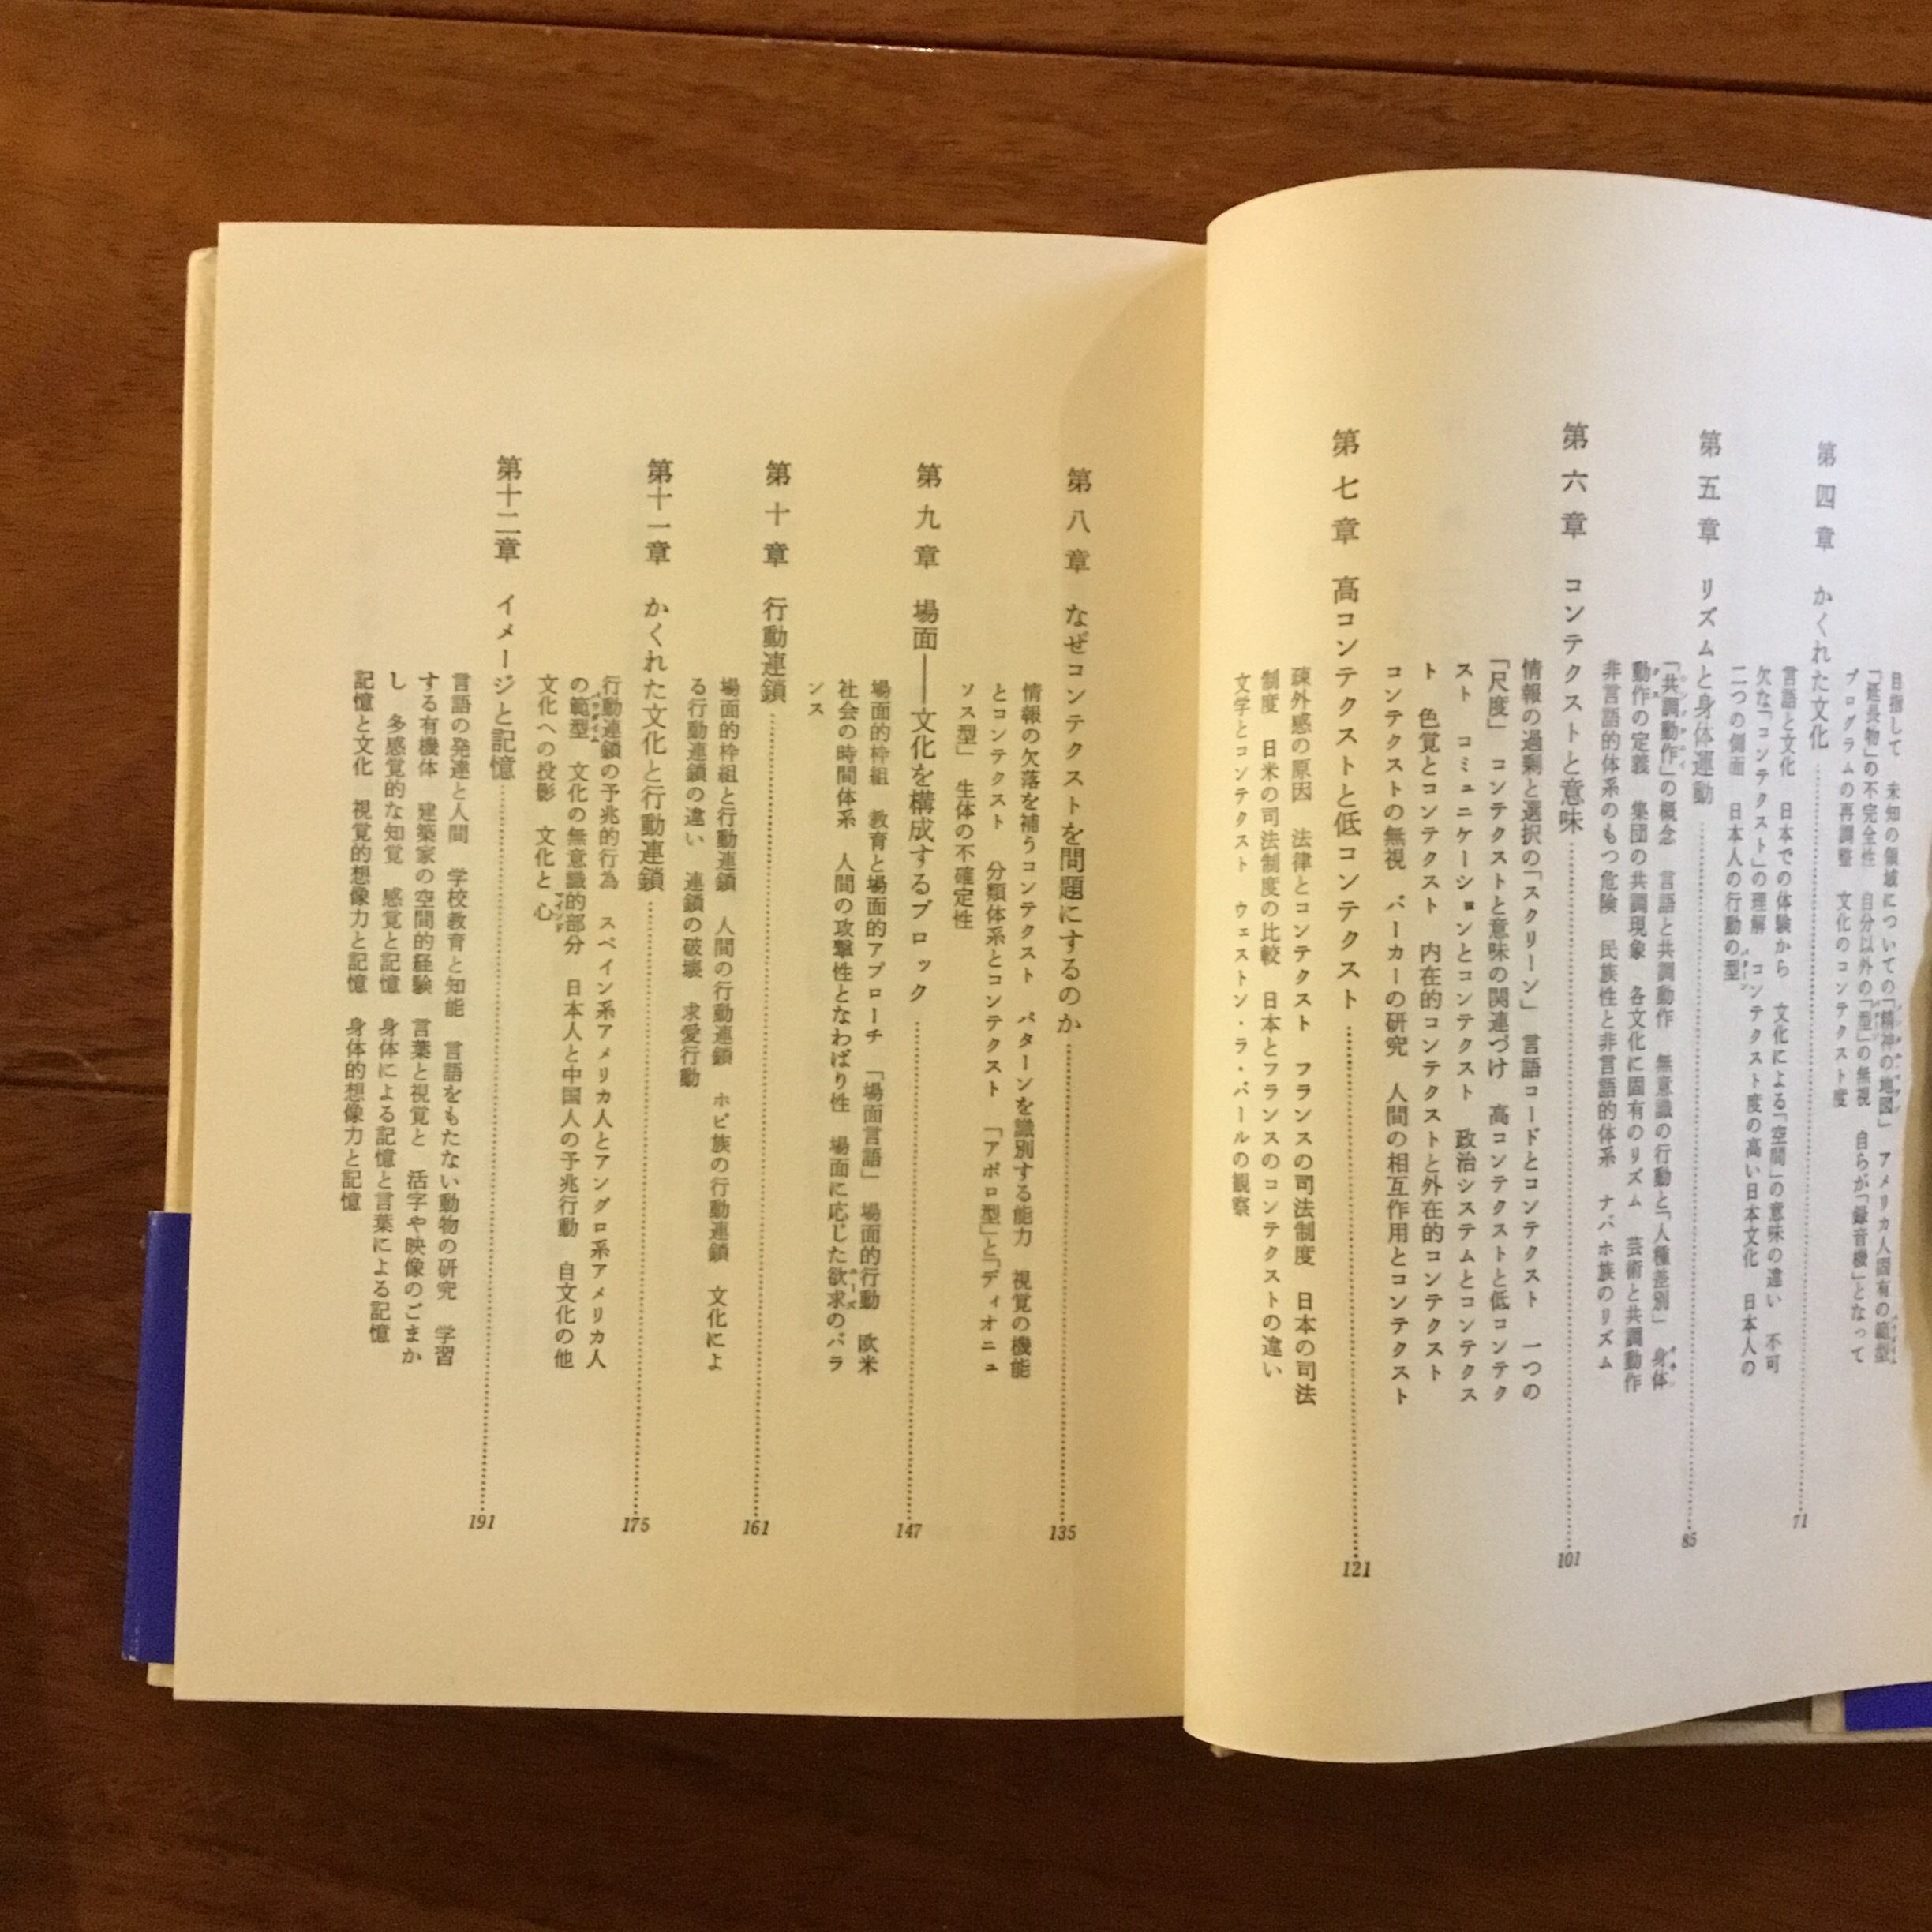 目指して　未知の領域についての「精神の地図」　アメリカ人固有の範型
「延長物」の不完全性　自分以外の「型」の無視　自らが「録音機」となって
プログラムの再調整　文化のコンテクスト度
第四章　かくれた文化……71
言語と文化　日本での体験から　文化による「空間」の意味の違い　不可
欠な「コンテクスト」の理解　コンテクスト度の高い日本文化　日本人の
二つの側面　日本人の行動の型
第五章　リズムと身体運動……85
「共調動作」の概念　言語と共調動作　無意識の行動と「人種差別」　身体
動作の定義　集団の共調現象　各文化に固有のリズム　芸術と共調動作
非言語的体系のもつ危険　民族性と非言語的体系　ナバホ族のリズム
第六章　コンテクストと意味……101
情報の過剰と選択の「スクリーン」　言語コードとコンテクスト　一つの
「尺度」　コンテクストと意味の関連づけ　高コンテクストと低コンテク
スト　コミュニケーションとコンテクスト　政治システムとコンテクス
ト　色覚とコンテクスト　内在的コンテクストと外在的コンテクスト
コンテクストの無視　バーカーの研究　人間の相互作用とコンテクスト
第七章　高コンテクストと低コンテクスト……121
疎外感の原因　法律とコンテクスト　フランスの司法制度　日本の司法
制度　日米の司法制度の比較　日本とフランスのコンテクストの違い
文学とコンテクスト　ウェストン・ラ・バールの観察
第八章　なぜコンテクストを問題にするのか……135
情報の欠落を補うコンテクスト　パターンを識別する能力　視覚の機能
とコンテクスト　分類体系とコンテクスト　「アポロ型」と「ディオニュ
ソス型」　生体の不確定性
第九章　場面――文化を構成するブロック……147
場面的枠組　教育と場面的アプローチ　「場面言語」　場面的行動　欧米
社会の時間体系　人間の攻撃性となわばり性　場面に応じた欲求のバラ
ンス
第十章　行動連鎖……161
場面的枠組と行動連鎖　人間の行動連鎖　ホピ族の行動連鎖　文化によ
る行動連鎖の違い　連鎖の破壊　求愛行動
第十一章　かくれた文化と行動連鎖……175
行動連鎖の予兆的行為　スペイン系アメリカ人とアングロ系アメリカ人
の範型　文化の無意識的部分　日本人と中国人の予兆行動　自文化の他
文化への投影　文化と心
第十二章　イメージと記憶……191
言語の発達と人間　学校教育と知能　言語をもたない動物の研究　学習
する有機体　建築家の空間的経験　言葉と視覚と　活字や映像のごまか
し　多感覚的な知覚　感覚と記憶　身体による記憶と言葉による記憶
記憶と文化　視覚的想像力と記憶　身体的想像力と記憶